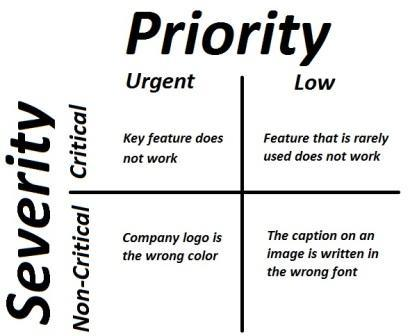 Priority
Urgent
Low
Severity
Critical
Key feature does
not work
Feature that is rarely
used does not work
Non-Critical
Company logo is
the wrong color
The caption on an
image is written in
the wrong font